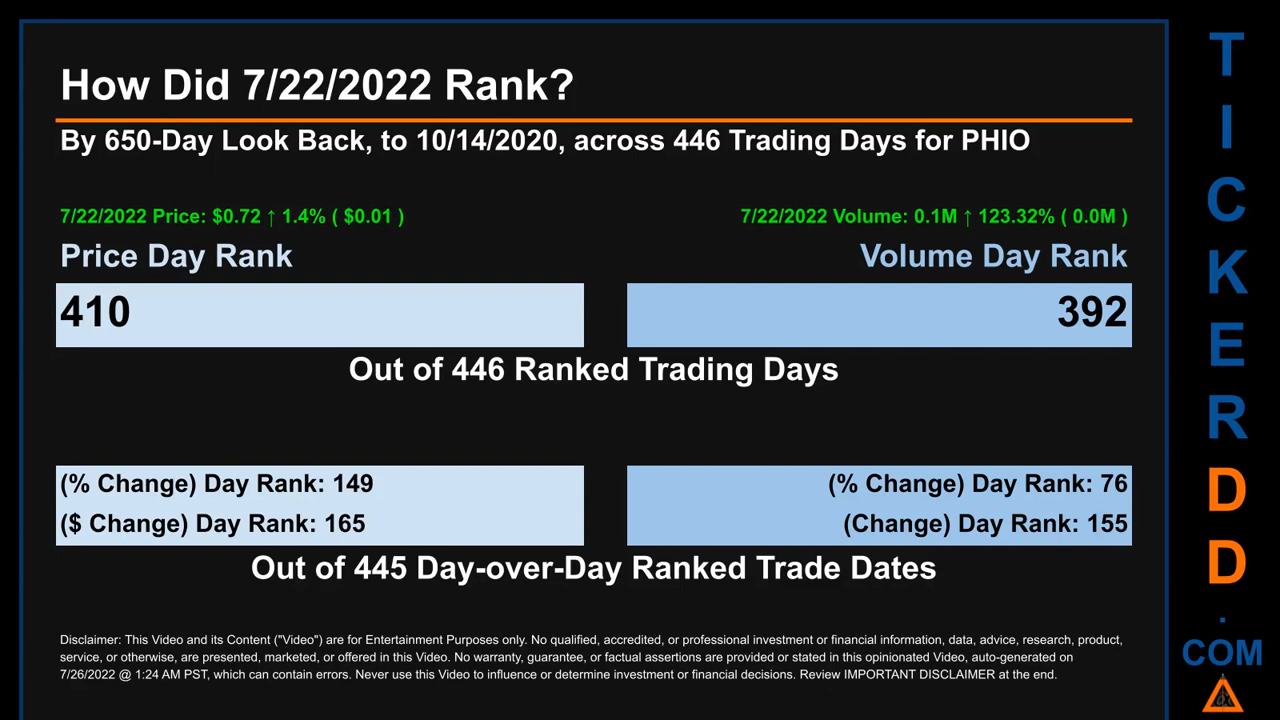 How Did 7/22/2022 Rank?
By 650-Day Look Back, to 10/14/2020, across 446 Trading Days for PHIO
7/22/2022 Price: $0.72 ↑ 1.4% ( $0.01 )
7/22/2022 Volume: 0.1M ↑ 123.32% ( 0.0M )
Price Day Rank
Volume Day Rank
410
392
Out of 446 Ranked Trading Days
(% Change) Day Rank: 149
($ Change) Day Rank: 165
(% Change) Day Rank: 76
(Change) Day Rank: 155
Out of 445 Day-over-Day Ranked Trade Dates
Disclaimer: This Video and its Content ("Video") are for Entertainment Purposes only. No qualified, accredited, or professional investment or financial information, data, advice, research, product,
service, or otherwise, are presented, marketed, or offered in this Video. No warranty, guarantee, or factual assertions are provided or stated in this opinionated Video, auto-generated on
7/26/2022 @ 1:24 AM PST, which can contain errors. Never use this Video to influence or determine investment or financial decisions. Review IMPORTANT DISCLAIMER at the end.
T
I
C
K
E
R
D
D
.
COM